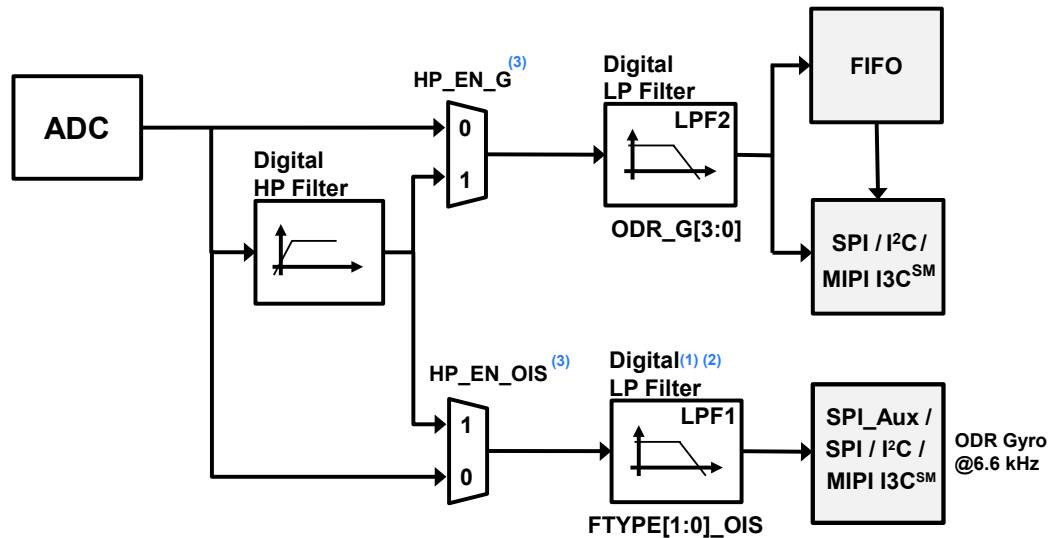 ADC
HP_EN_G(3)
0
1
Digital
HP Filter
Digital
LP Filter
LPF2
ODR_G[3:0]
FIFO
SPI / I²C /
MIPI I3CSM
HP_EN_OIS(3)
1
0
Digital(1) (2)
LP Filter
LPF1
FTYPE[1:0]_OIS
SPI_Aux /
SPI / I²C /
MIPI I3CSM
ODR Gyro
@6.6 kHz